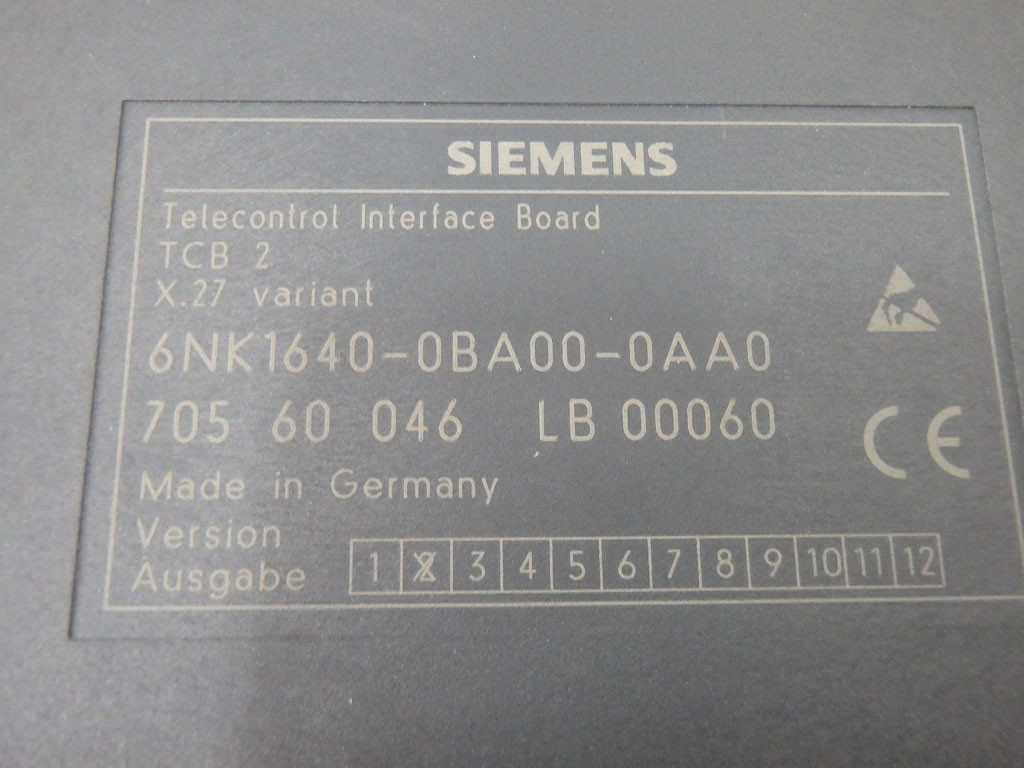 SIEMENS
Telecontrol Interface Board
TCB 2
X.27 variant
6NK1640-0BA00-0AA0
705 60 046 LB 00060
CE
Made in Germany
Version
Ausgabe 1 2 3 4 5 6 7 8 9 10 11 12